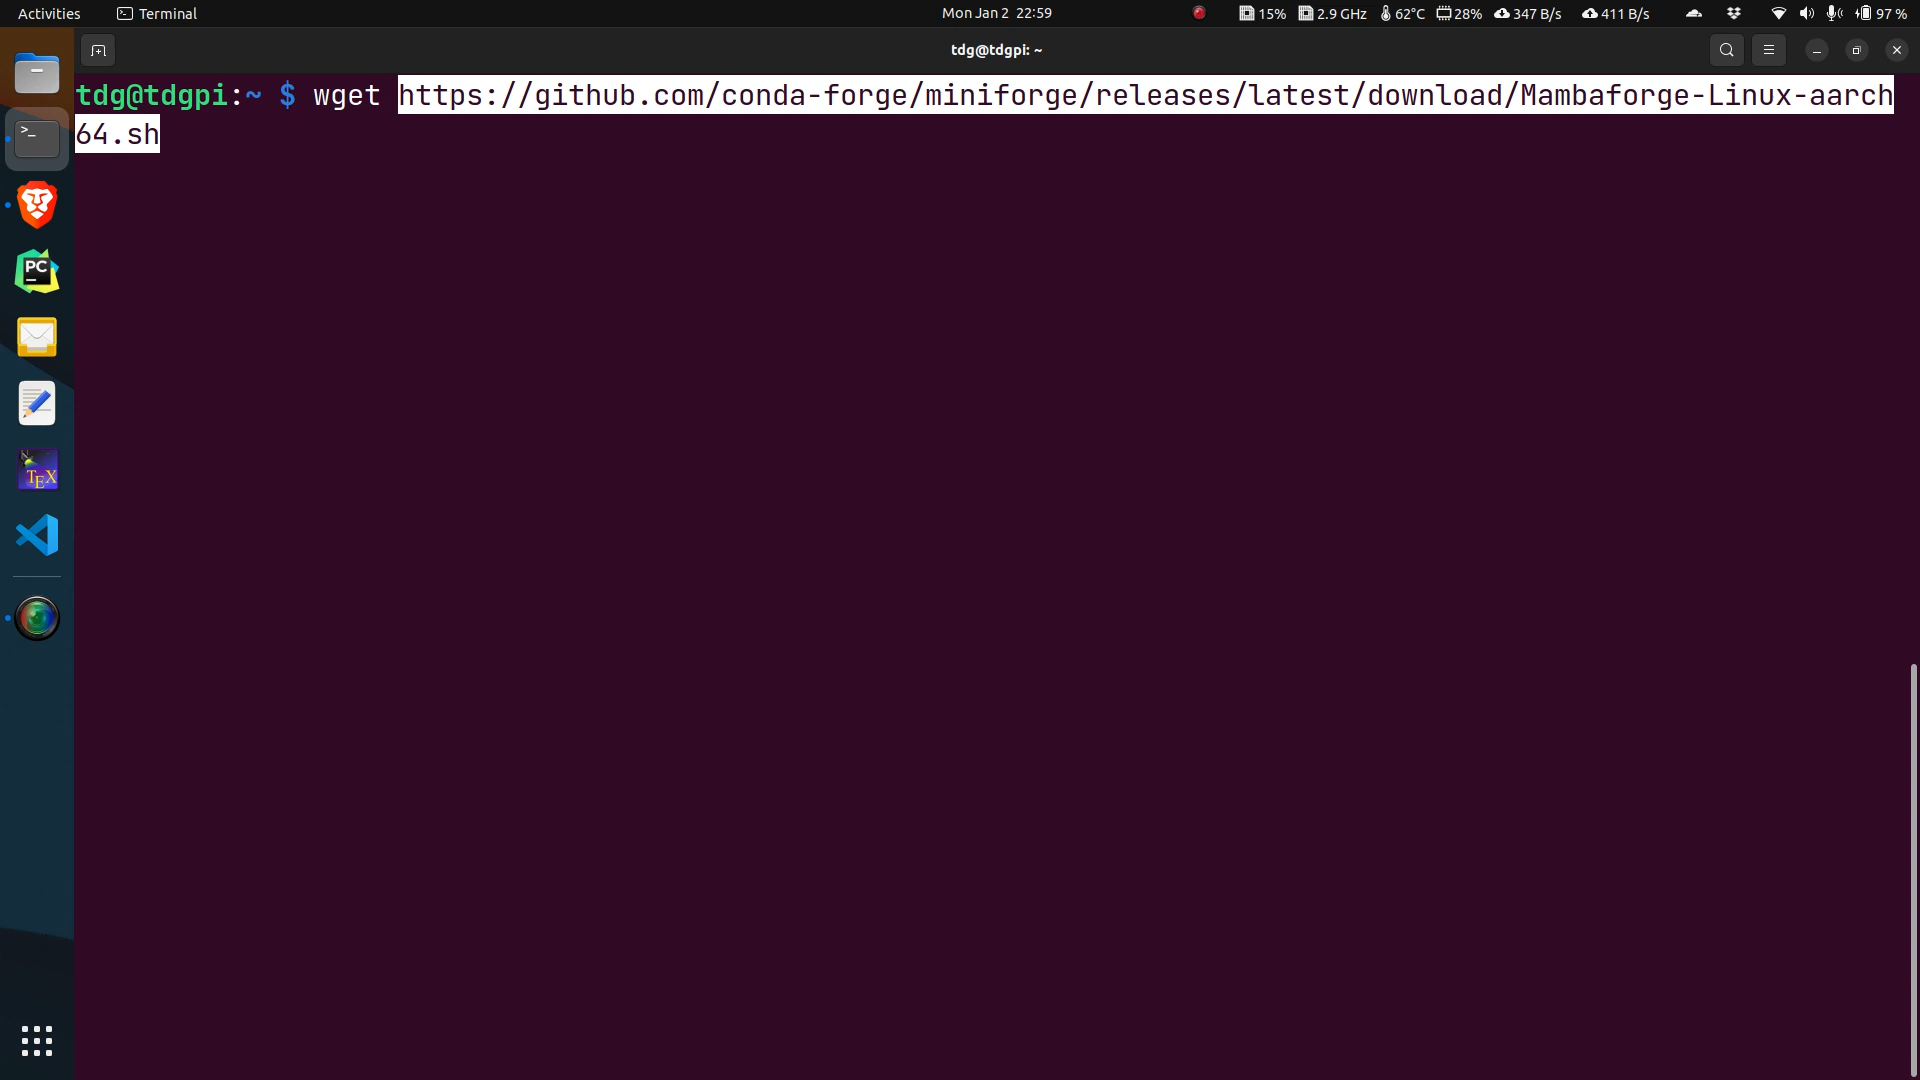 Activities Terminal Mon Jan 2 22:59 15% 2.9 GHz 62°C 28% 347 B/s 411 B/s 97 %
tdg@tdgpi: ~
tdg@tdgpi:~ $ wget https://github.com/conda-forge/miniforge/releases/latest/download/Mambaforge-Linux-aarch
64.sh
>_
PC
TEX